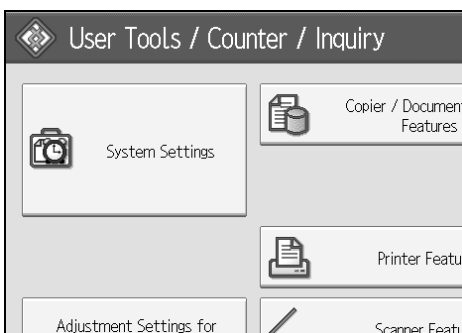 User Tools / Counter / Inquiry
System Settings
Copier / Document
Features
Printer Featu
Adjustment Settings for
Scanner Featu